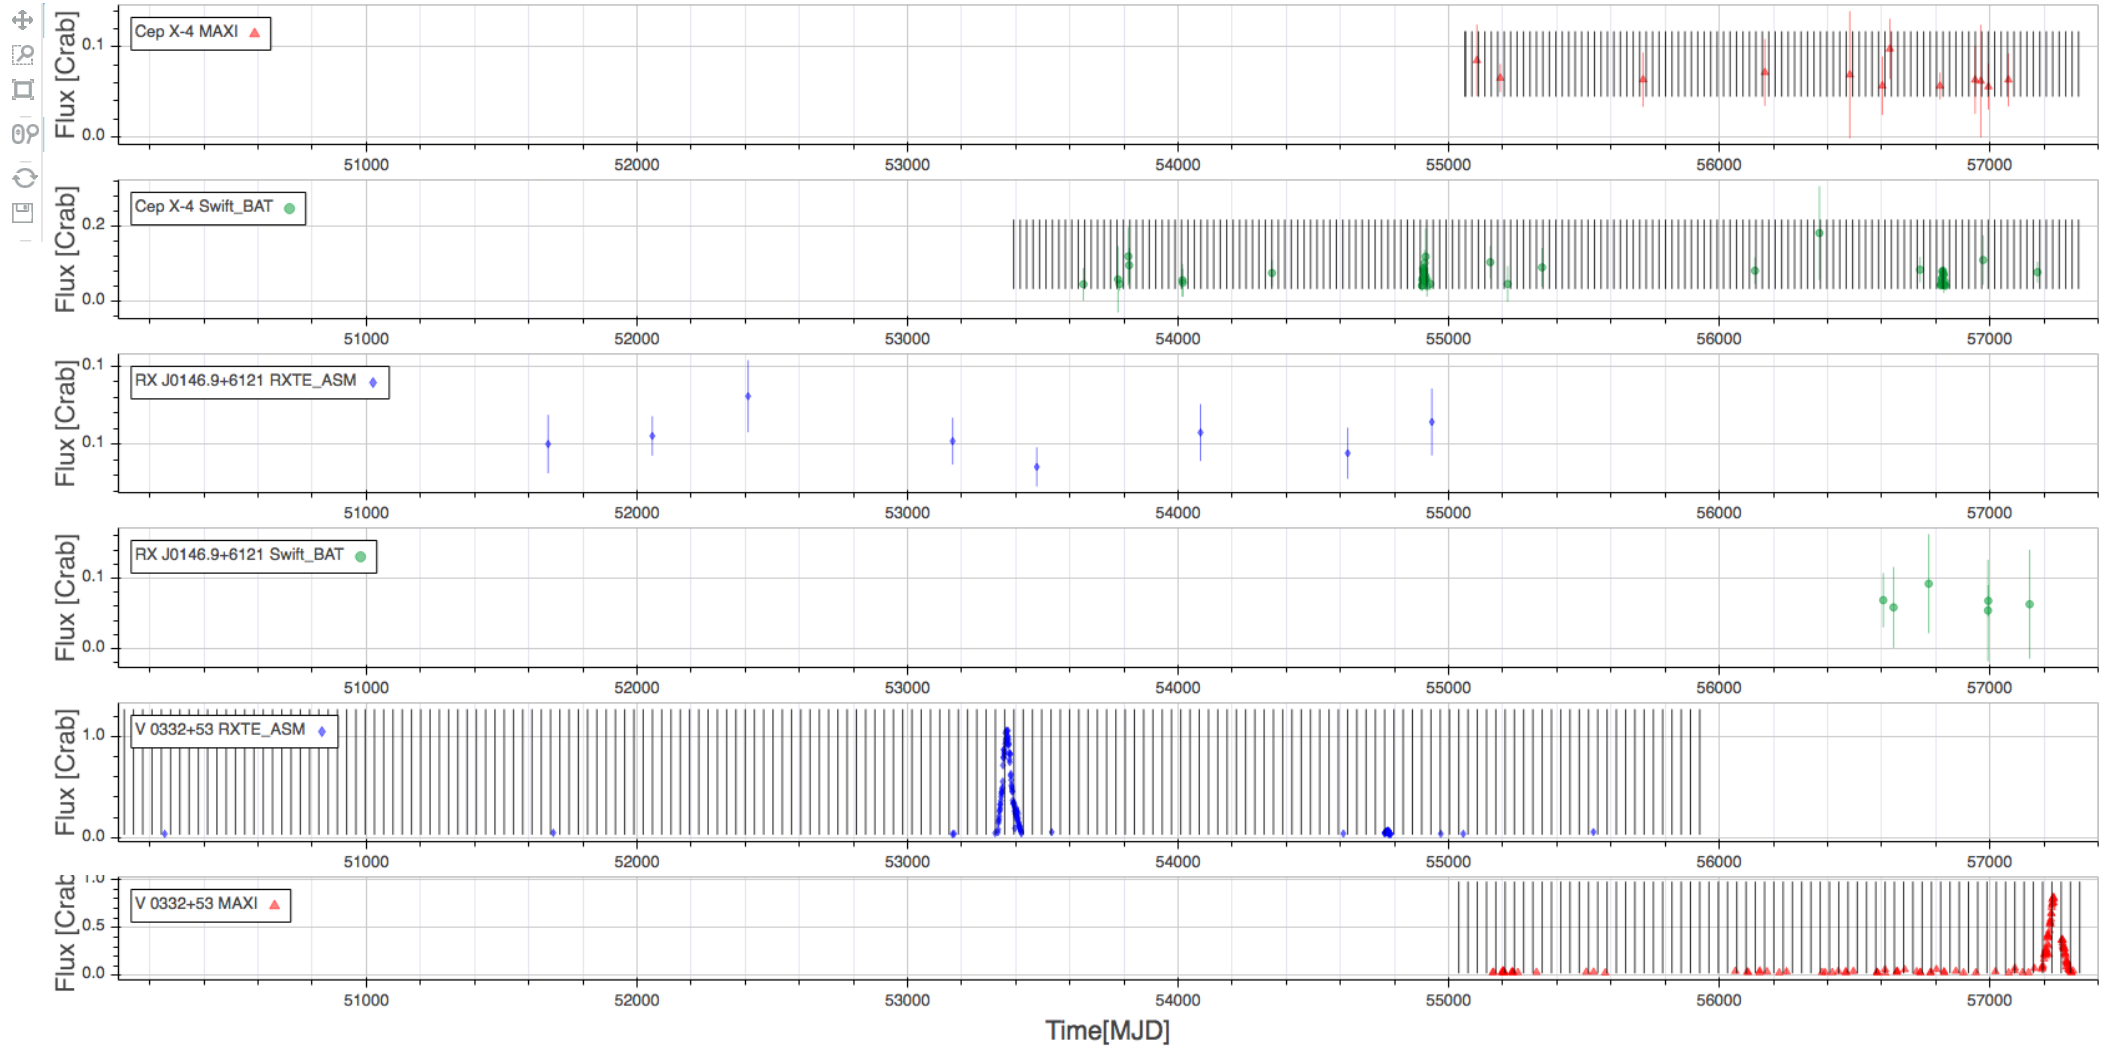 Cep X-4 MAXI
Flux [Crab]
0.1
0.0
51000 52000 53000 54000 55000 56000 57000
Cep X-4 Swift_BAT
Flux [Crab]
0.2
0.0
51000 52000 53000 54000 55000 56000 57000
RX J0146.9+6121 RXTE_ASM
Flux [Crab]
0.1
0.1
51000 52000 53000 54000 55000 56000 57000
RX J0146.9+6121 Swift_BAT
Flux [Crab]
0.1
0.0
51000 52000 53000 54000 55000 56000 57000
V 0332+53 RXTE_ASM
Flux [Crab]
1.0
0.0
51000 52000 53000 54000 55000 56000 57000
V 0332+53 MAXI
Flux [Crab
1.0
0.5
0.0
51000 52000 53000 54000 55000 56000 57000
Time[MJD]